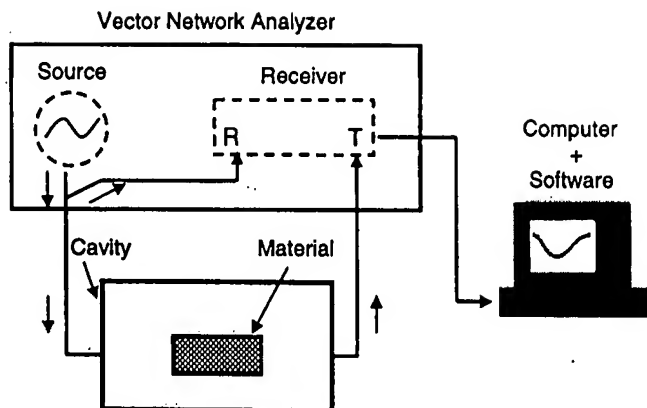 Vector Network Analyzer
Source
Receiver
R
T
Computer
+
Software
Cavity
Material